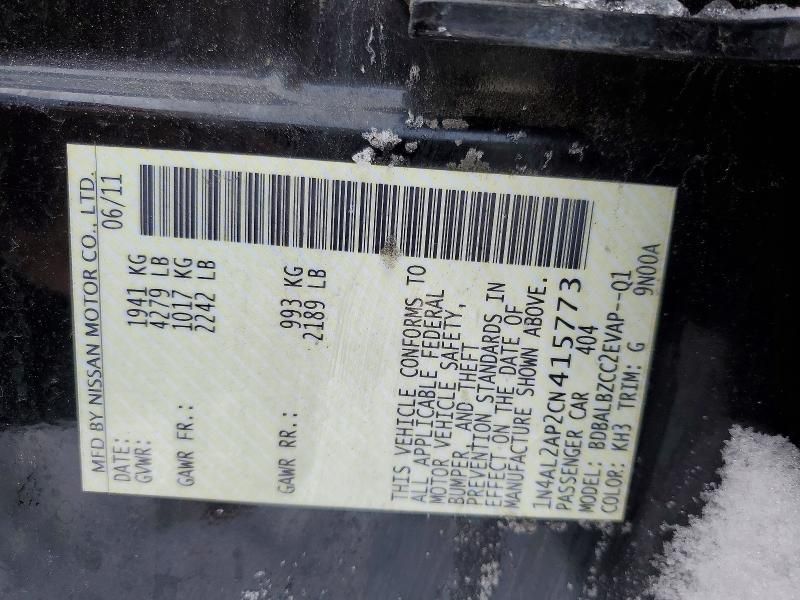 MFD BY NISSAN MOTOR CO., LTD.
DATE: 06/11
GVWR: 1941 KG
4279 LB
GAWR FR.: 1017 KG
2242 LB
GAWR RR.: 993 KG
2189 LB
THIS VEHICLE CONFORMS TO
ALL APPLICABLE FEDERAL
MOTOR VEHICLE SAFETY,
BUMPER, AND THEFT
PREVENTION STANDARDS IN
EFFECT ON THE DATE OF
MANUFACTURE SHOWN ABOVE.
1N4AL2AP2CN415773
PASSENGER CAR 404
MODEL: BDBALBZCC2EVAP--Q1
COLOR: KH3 TRIM: G 9N00A